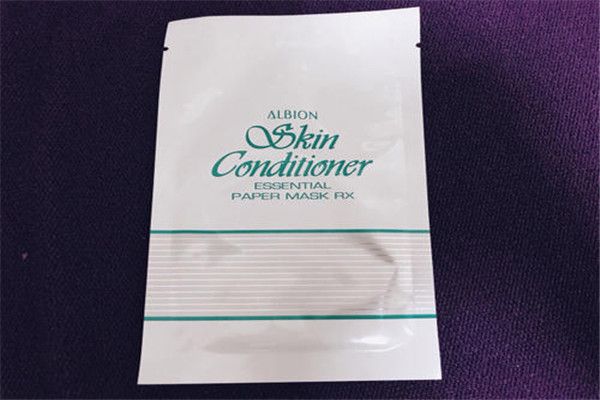 ALBION
Skin
Conditioner
ESSENTIAL
PAPER MASK RX